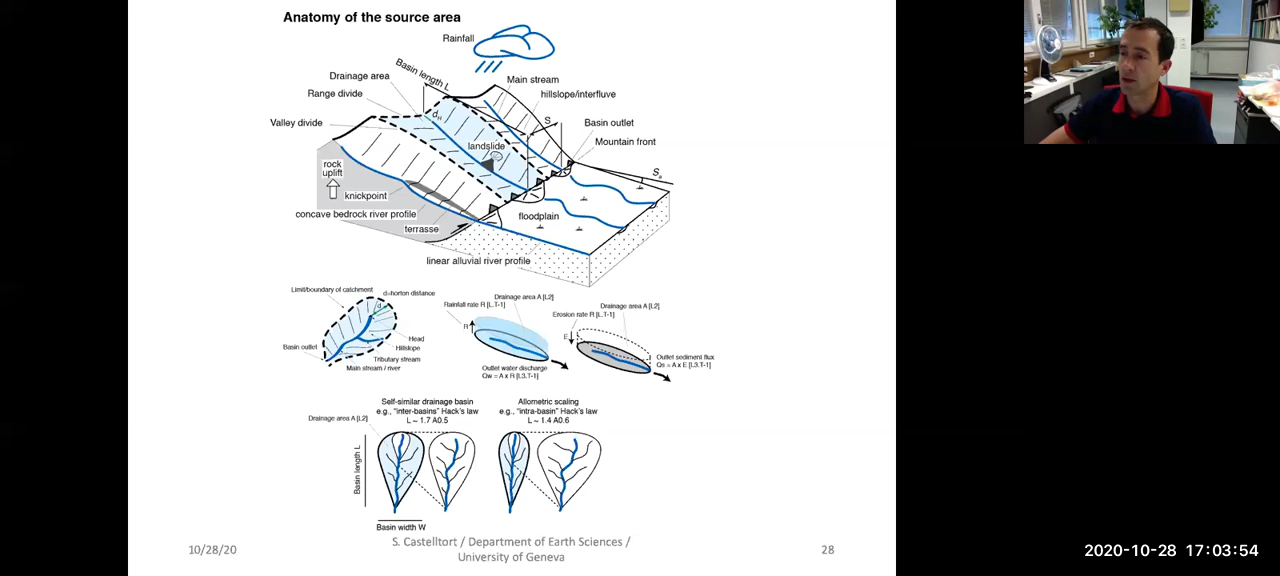 Anatomy of the source area
Rainfall
Basin length L
Drainage area
Main stream
Range divide
hillslope/interfluve
Valley divide
dH
S
Basin outlet
Mountain front
landslide
rock
uplift
Sa
knickpoint
concave bedrock river profile
terrasse
floodplain
linear alluvial river profile
Limit/boundary of catchment
d=horton distance
d
Head
Hillslope
Basin outlet
Tributary stream
Main stream / river
Drainage area A [L2]
Rainfall rate R [L.T-1]
R
Outlet water discharge
Qw = A x R [L3.T-1]
Drainage area A [L2]
Erosion rate R [L.T-1]
E
Outlet sediment flux
Qs = A x E [L3.T-1]
Self-similar drainage basin
e.g., "inter-basins" Hack's law
L ~ 1.7 A0.5
Drainage area A [L2]
Basin length L
Basin width W
Allometric scaling
e.g., "intra-basin" Hack's law
L ~ 1.4 A0.6
10/28/20
S. Castelltort / Department of Earth Sciences /
University of Geneva
28
2020-10-28 17:03:54